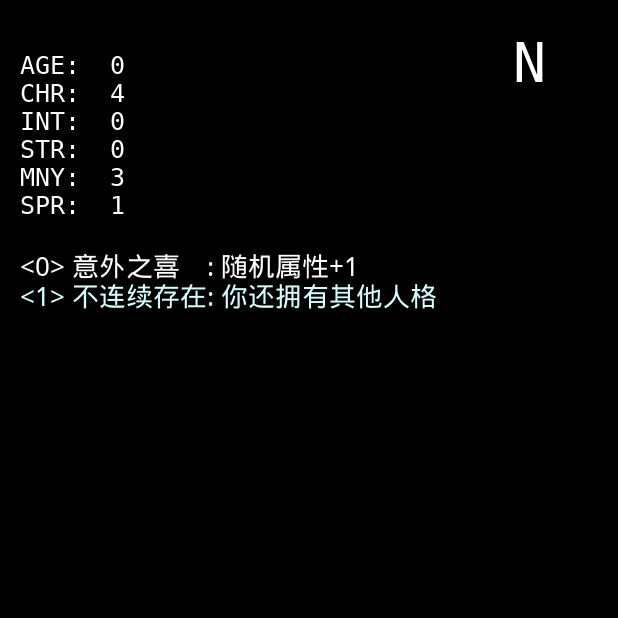 N
AGE: 0
CHR: 4
INT: 0
STR: 0
MNY: 3
SPR: 1
<0> 意外之喜 : 随机属性+1
<1> 不连续存在: 你还拥有其他人格